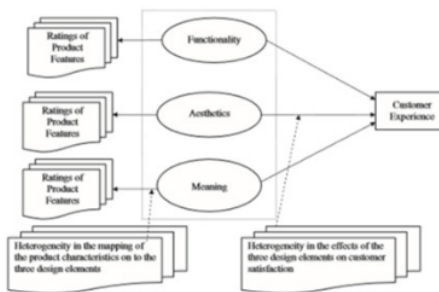 Ratings of
Product
Features
Functionality
Ratings of
Product
Features
Aesthetics
Customer
Experience
Ratings of
Product
Features
Meaning
Heterogeneity in the mapping of
the product characteristics on to the
three design elements
Heterogeneity in the effects of the
three design elements on customer
satisfaction